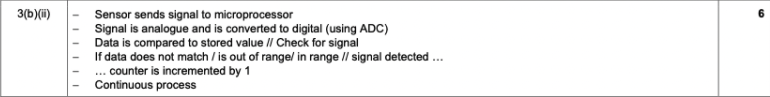 3(b)(ii)
– Sensor sends signal to microprocessor
– Signal is analogue and is converted to digital (using ADC)
– Data is compared to stored value // Check for signal
– If data does not match / is out of range/ in range // signal detected …
– … counter is incremented by 1
– Continuous process
6